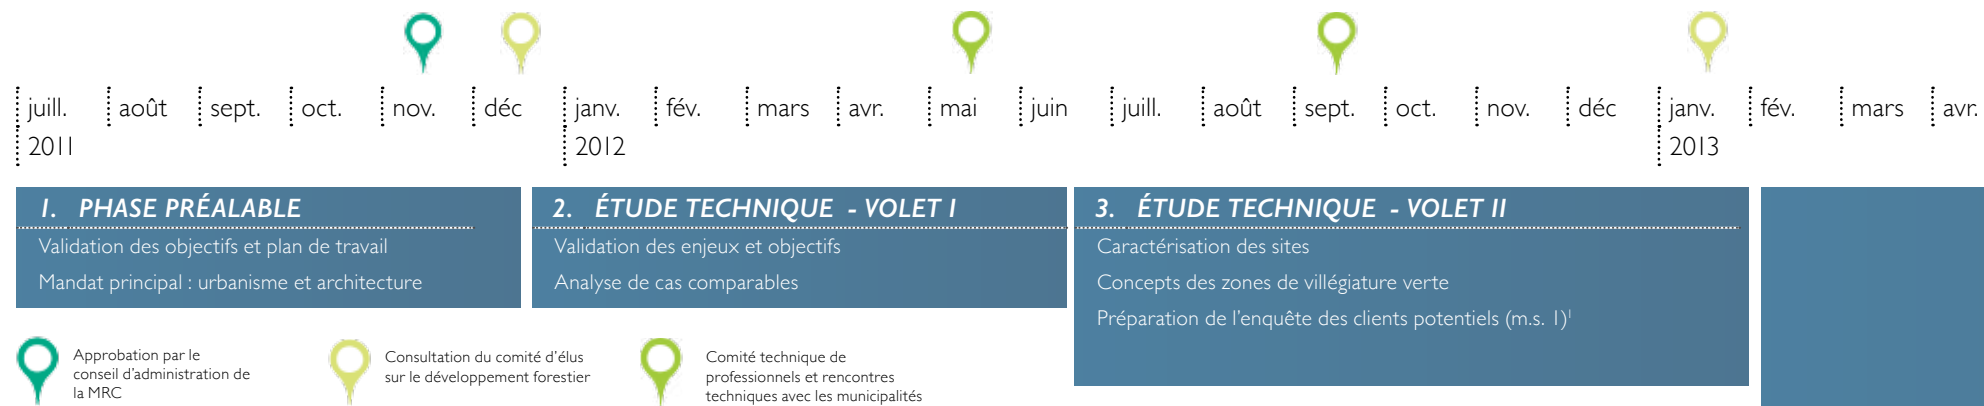 juill. août sept. oct. nov. déc janv. fév. mars avr. mai juin juill. août sept. oct. nov. déc janv. fév. mars avr.
2011 2012 2013
1. PHASE PRÉALABLE
Validation des objectifs et plan de travail
Mandat principal : urbanisme et architecture
2. ÉTUDE TECHNIQUE - VOLET I
Validation des enjeux et objectifs
Analyse de cas comparables
3. ÉTUDE TECHNIQUE - VOLET II
Caractérisation des sites
Concepts des zones de villégiature verte
Préparation de l'enquête des clients potentiels (m.s. 1)¹
Approbation par le
conseil d'administration de
la MRC
Consultation du comité d'élus
sur le développement forestier
Comité technique de
professionnels et rencontres
techniques avec les municipalités